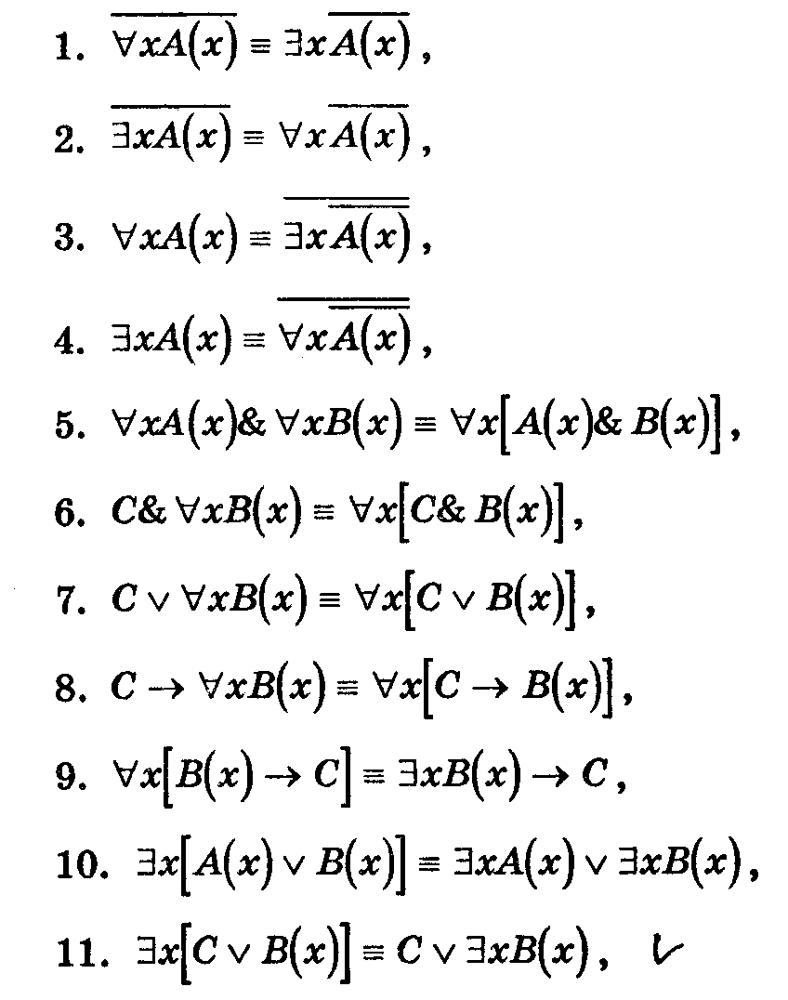 1. \overline{∀xA(x)} ≡ ∃x\overline{A(x)},
2. \overline{∃xA(x)} ≡ ∀x\overline{A(x)},
3. ∀xA(x) ≡ \overline{∃x\overline{A(x)}},
4. ∃xA(x) ≡ \overline{∀x\overline{A(x)}},
5. ∀xA(x)& ∀xB(x) ≡ ∀x[A(x)& B(x)],
6. C& ∀xB(x) ≡ ∀x[C& B(x)],
7. C ∨ ∀xB(x) ≡ ∀x[C ∨ B(x)],
8. C → ∀xB(x) ≡ ∀x[C → B(x)],
9. ∀x[B(x) → C] ≡ ∃xB(x) → C,
10. ∃x[A(x) ∨ B(x)] ≡ ∃xA(x) ∨ ∃xB(x),
11. ∃x[C ∨ B(x)] ≡ C ∨ ∃xB(x), ✓